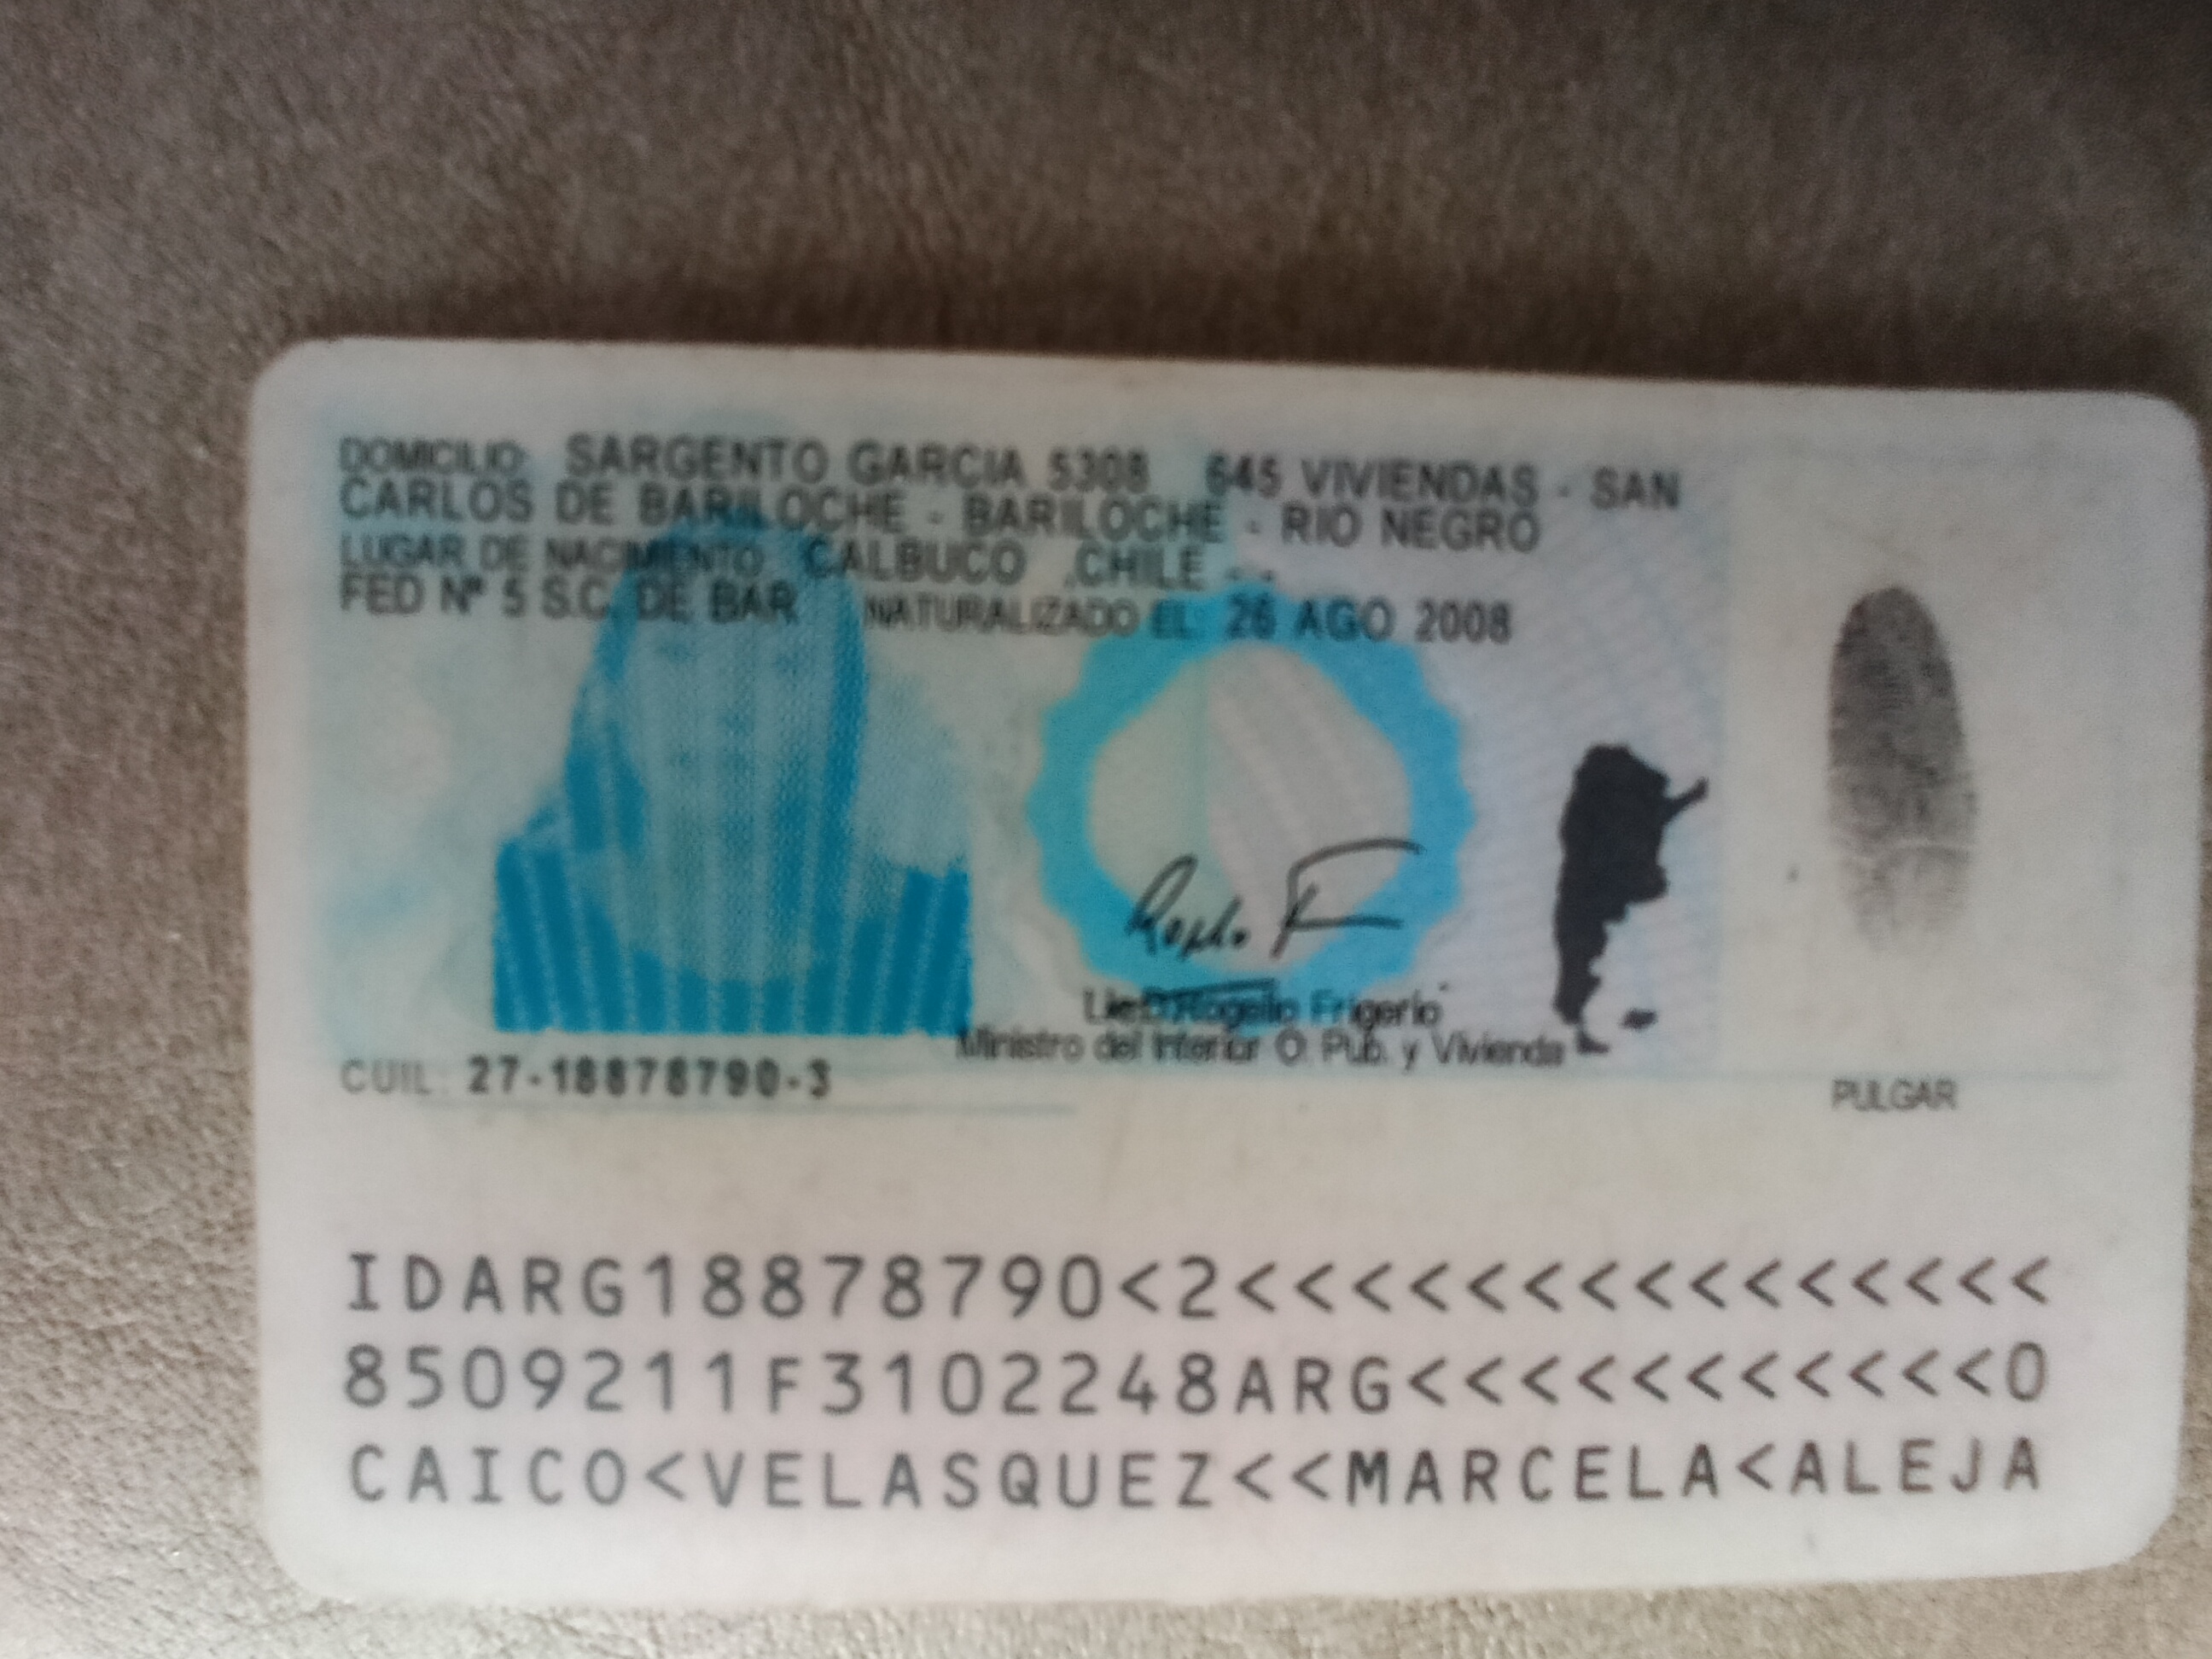 DOMICILIO: SARGENTO GARCIA 5308 645 VIVIENDAS - SAN
CARLOS DE BARILOCHE - BARILOCHE - RIO NEGRO
LUGAR DE NACIMIENTO: CALBUCO ,CHILE - -
FED Nº 5 S.C. DE BAR NATURALIZADO EL: 26 AGO 2008
Rogelio Frigerio
Ministro del Interior O. Pub. y Vivienda
CUIL: 27-18878790-3
PULGAR
IDARG18878790<2<<<<<<<<<<<<<<<
8509211F3102248ARG<<<<<<<<<<<0
CAICO<VELASQUEZ<<MARCELA<ALEJA